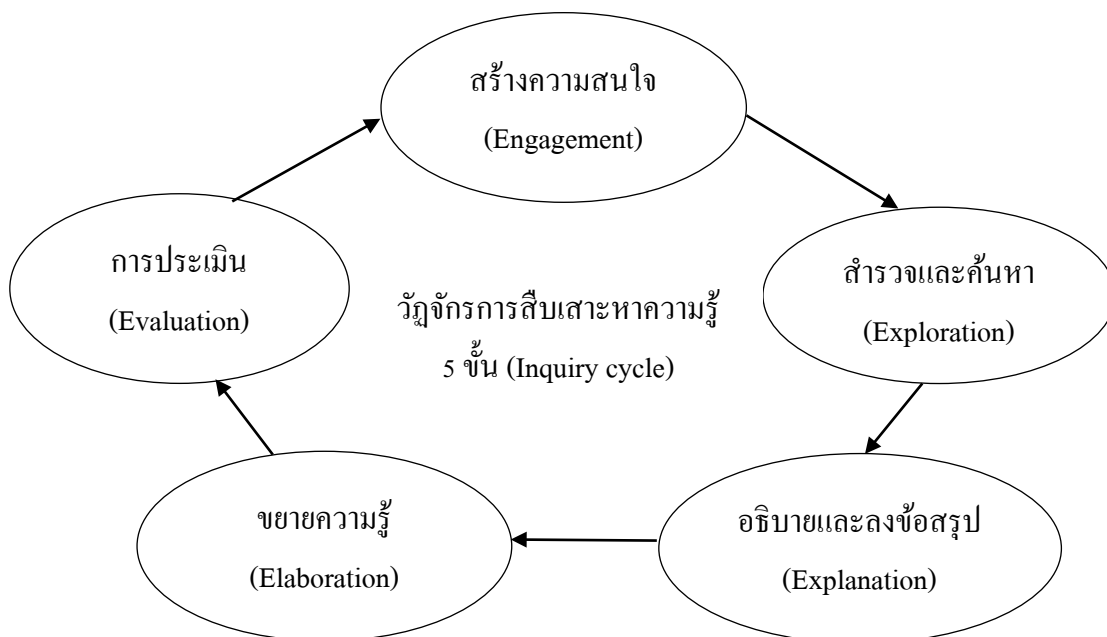 สร้างความสนใจ
(Engagement)
สำรวจและค้นหา
(Exploration)
อธิบายและลงข้อสรุป
(Explanation)
ขยายความรู้
(Elaboration)
การประเมิน
(Evaluation)
วัฏจักรการสืบเสาะหาความรู้
5 ขั้น (Inquiry cycle)